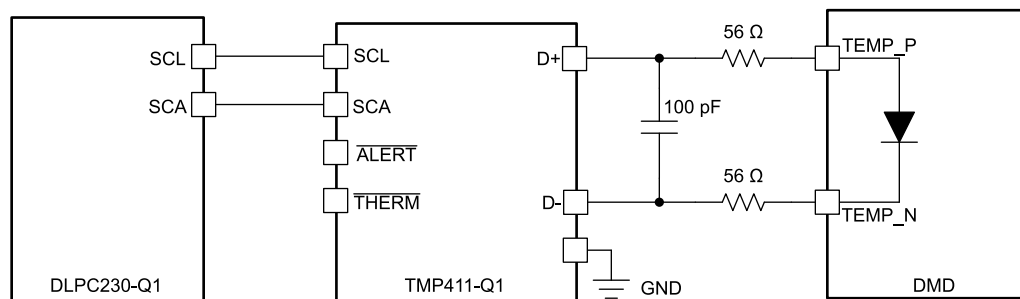 SCL
SCA
DLPC230-Q1
SCL
SCA
ALERT
THERM
D+
D-
TMP411-Q1
GND
56 Ω
100 pF
56 Ω
TEMP_P
TEMP_N
DMD